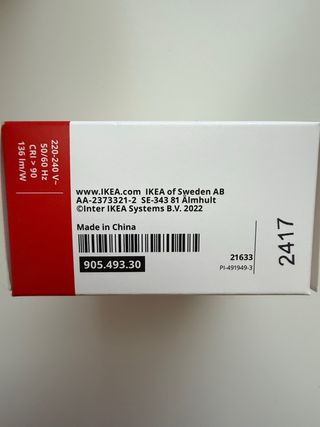 220-240 V~
50/60 Hz
CRI > 90
136 lm/W
www.IKEA.com IKEA of Sweden AB
AA-2373321-2 SE-343 81 Älmhult
©Inter IKEA Systems B.V. 2022
Made in China
905.493.30
21633
PI-491949-3
2417